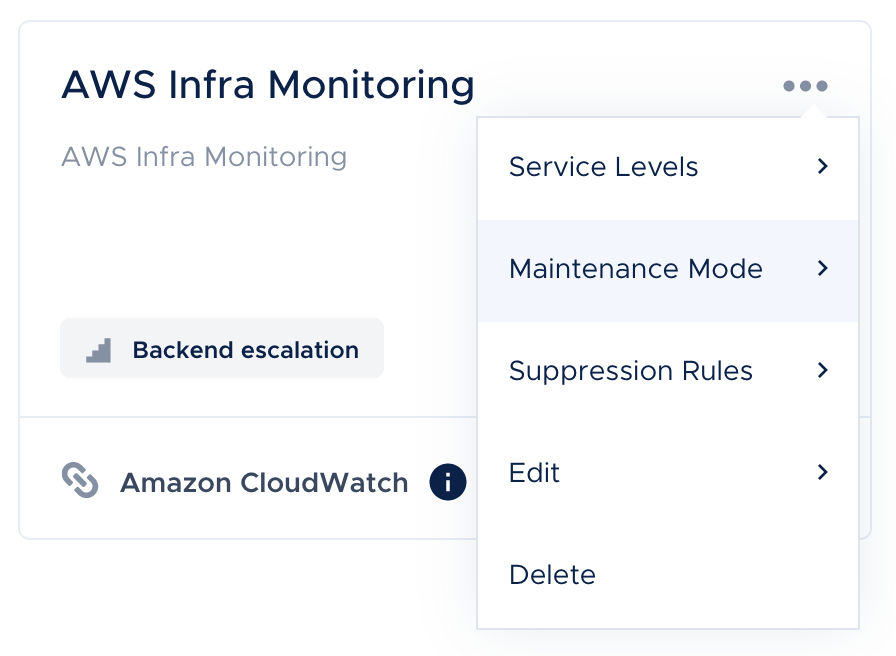 AWS Infra Monitoring
AWS Infra Monitoring
Service Levels
Maintenance Mode
Backend escalation
Suppression Rules
Amazon CloudWatch
Edit
Delete